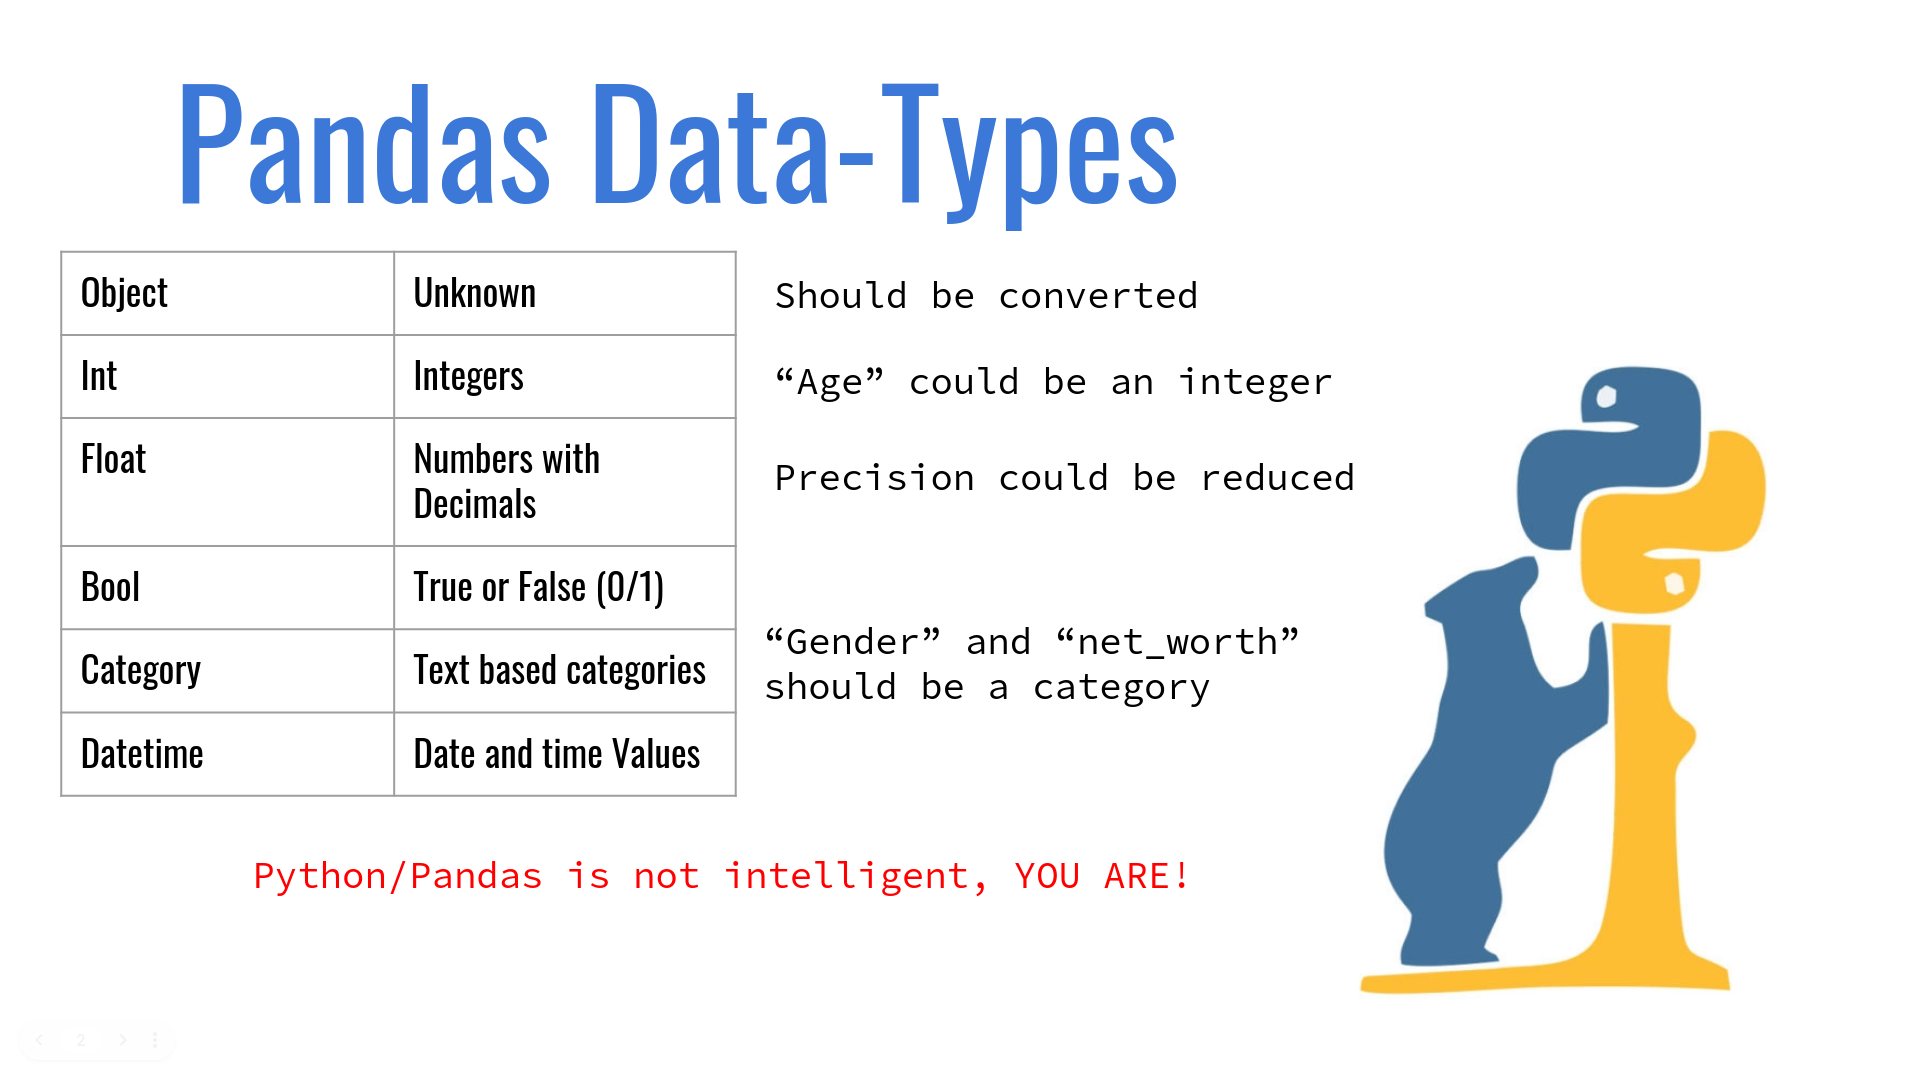 Pandas Data-Types
Object
Unknown
Should be converted
Int
Integers
“Age” could be an integer
Float
Numbers with
Decimals
Precision could be reduced
Bool
True or False (0/1)
Category
Text based categories
“Gender” and “net_worth”
should be a category
Datetime
Date and time Values
Python/Pandas is not intelligent, YOU ARE!
2